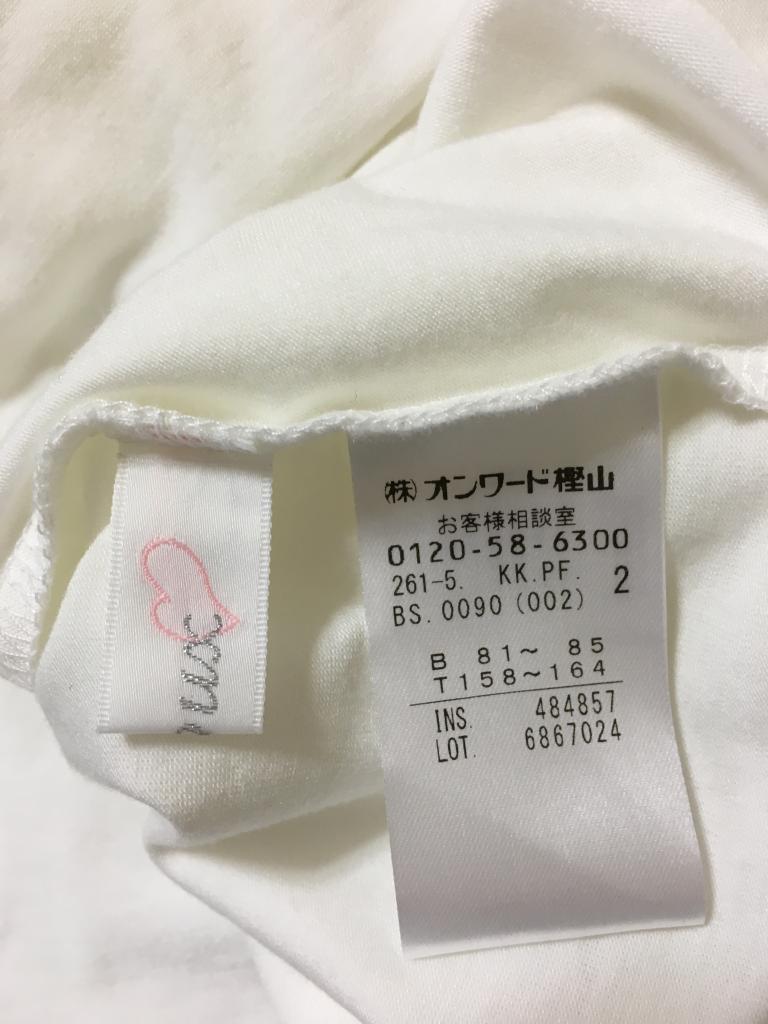 (株)オンワード樫山
お客様相談室
0120-58-6300
261-5. KK.PF. 2
BS.0090(002)
B 81～ 85
T158～164
INS. 484857
LOT. 6867024